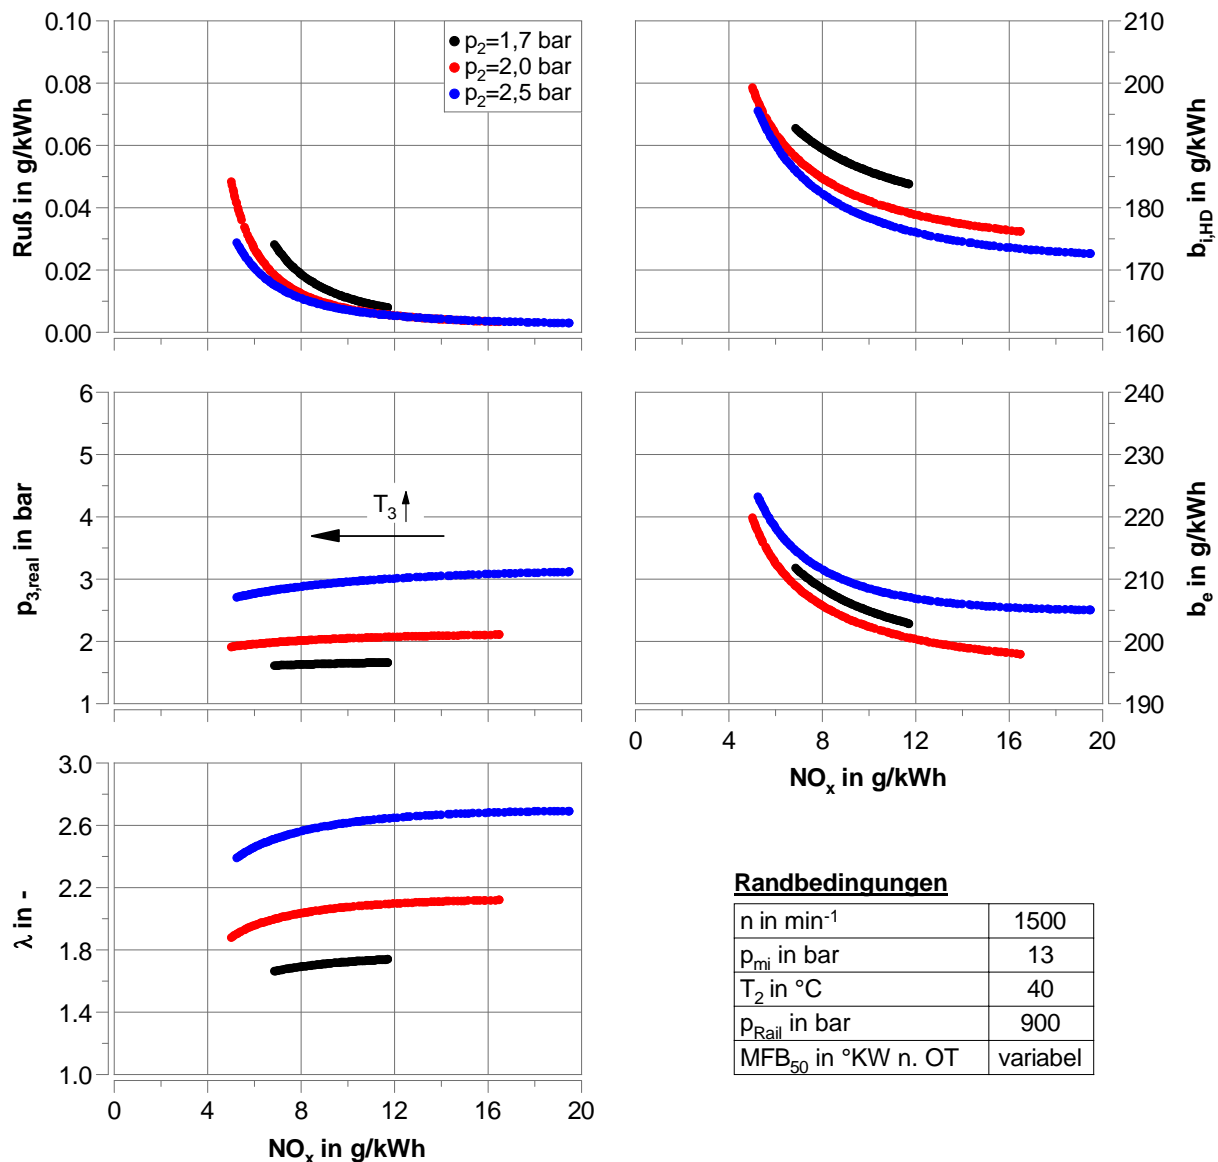 0.10
0.08
0.06
0.04
0.02
0.00
Ruß in g/kWh
p₂=1,7 bar
p₂=2,0 bar
p₂=2,5 bar
210
200
190
180
170
160
b_i,HD in g/kWh
6
5
4
3
2
1
p_3,real in bar
T₃
240
230
220
210
200
190
b_e in g/kWh
0 4 8 12 16 20
NOₓ in g/kWh
3.0
2.6
2.2
1.8
1.4
1.0
λ in -
0 4 8 12 16 20
NOₓ in g/kWh
Randbedingungen
n in min⁻¹ 1500
p_mi in bar 13
T₂ in °C 40
p_Rail in bar 900
MFB₅₀ in °KW n. OT variabel